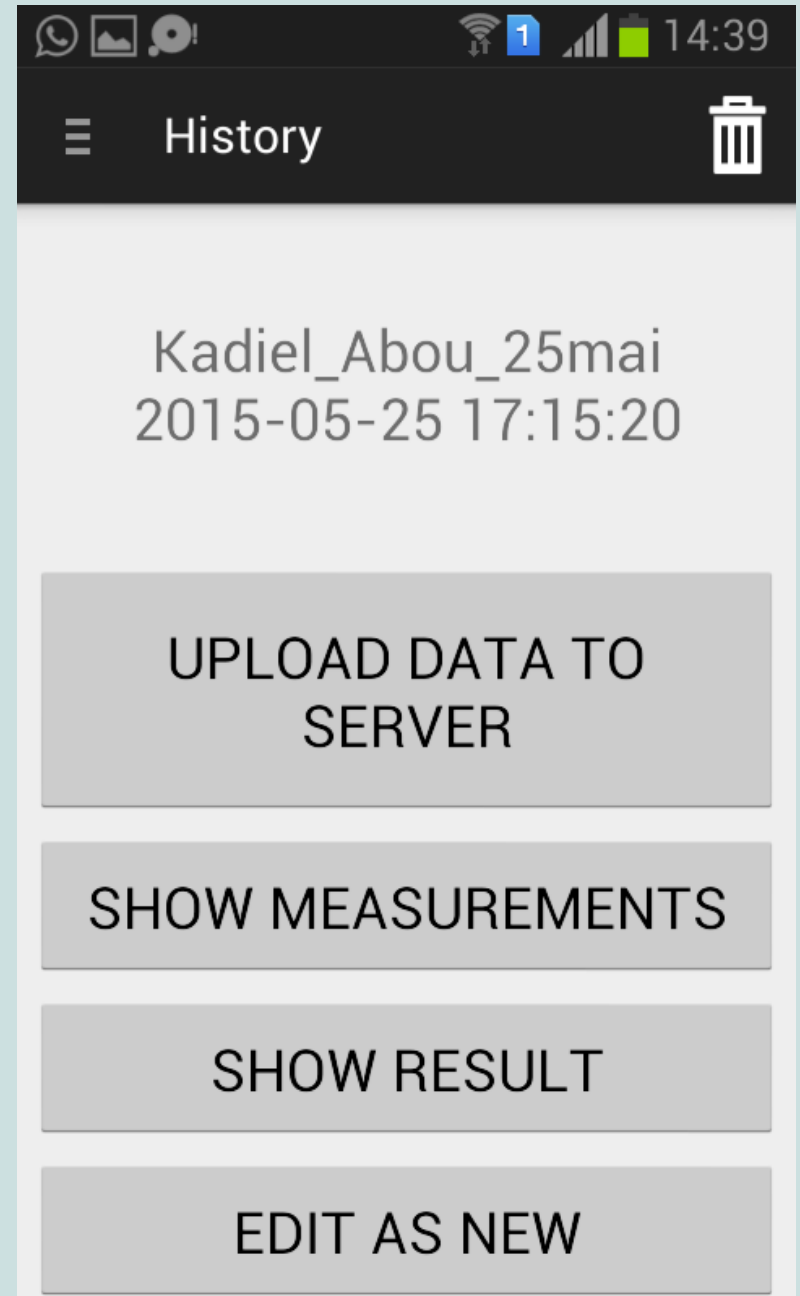 1 14:39
History
Kadiel_Abou_25mai
2015-05-25 17:15:20
UPLOAD DATA TO
SERVER
SHOW MEASUREMENTS
SHOW RESULT
EDIT AS NEW